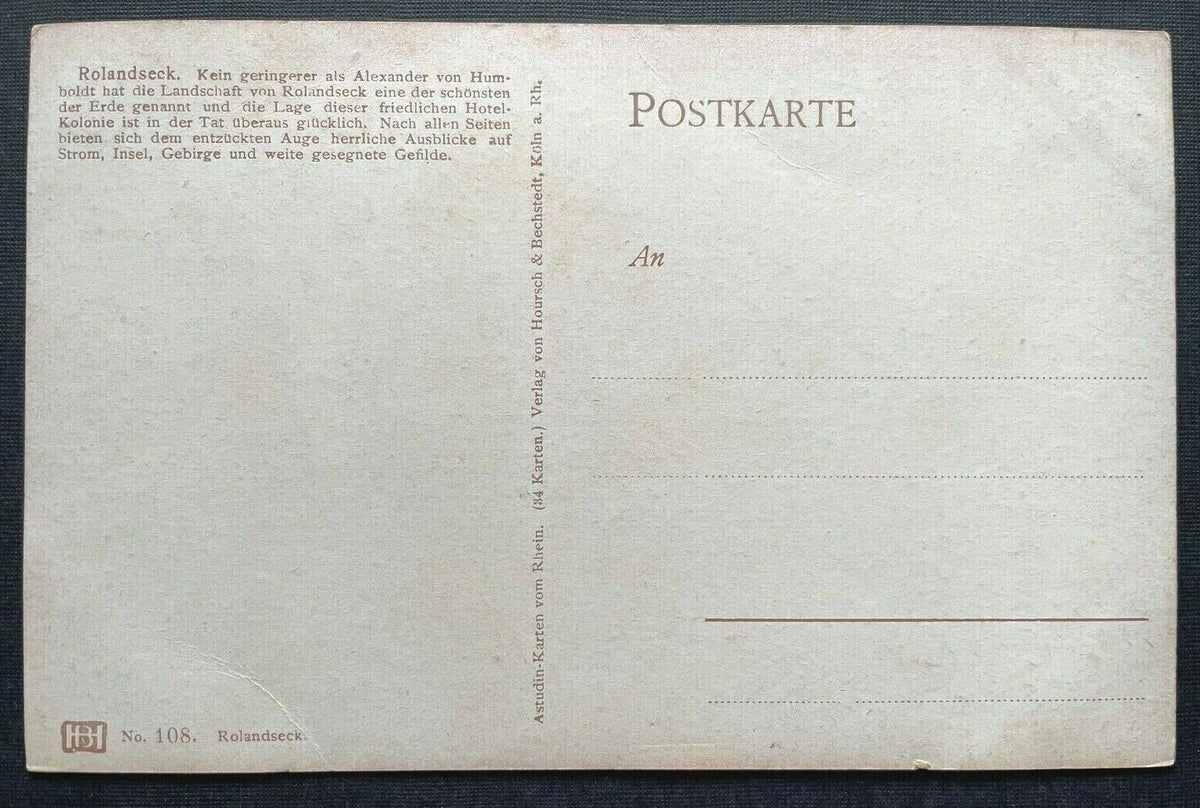 Rolandseck. Kein geringerer als Alexander von Hum-
boldt hat die Landschaft von Rolandseck eine der schönsten
der Erde genannt und die Lage dieser friedlichen Hotel-
Kolonie ist in der Tat überaus glücklich. Nach allen Seiten
bieten sich dem entzückten Auge herrliche Ausblicke auf
Strom, Insel, Gebirge und weite gesegnete Gefilde.
Astudin-Karten vom Rhein. (34 Karten.) Verlag von Hoursch & Bechstedt, Köln a. Rh.
POSTKARTE
An
HB No. 108. Rolandseck.